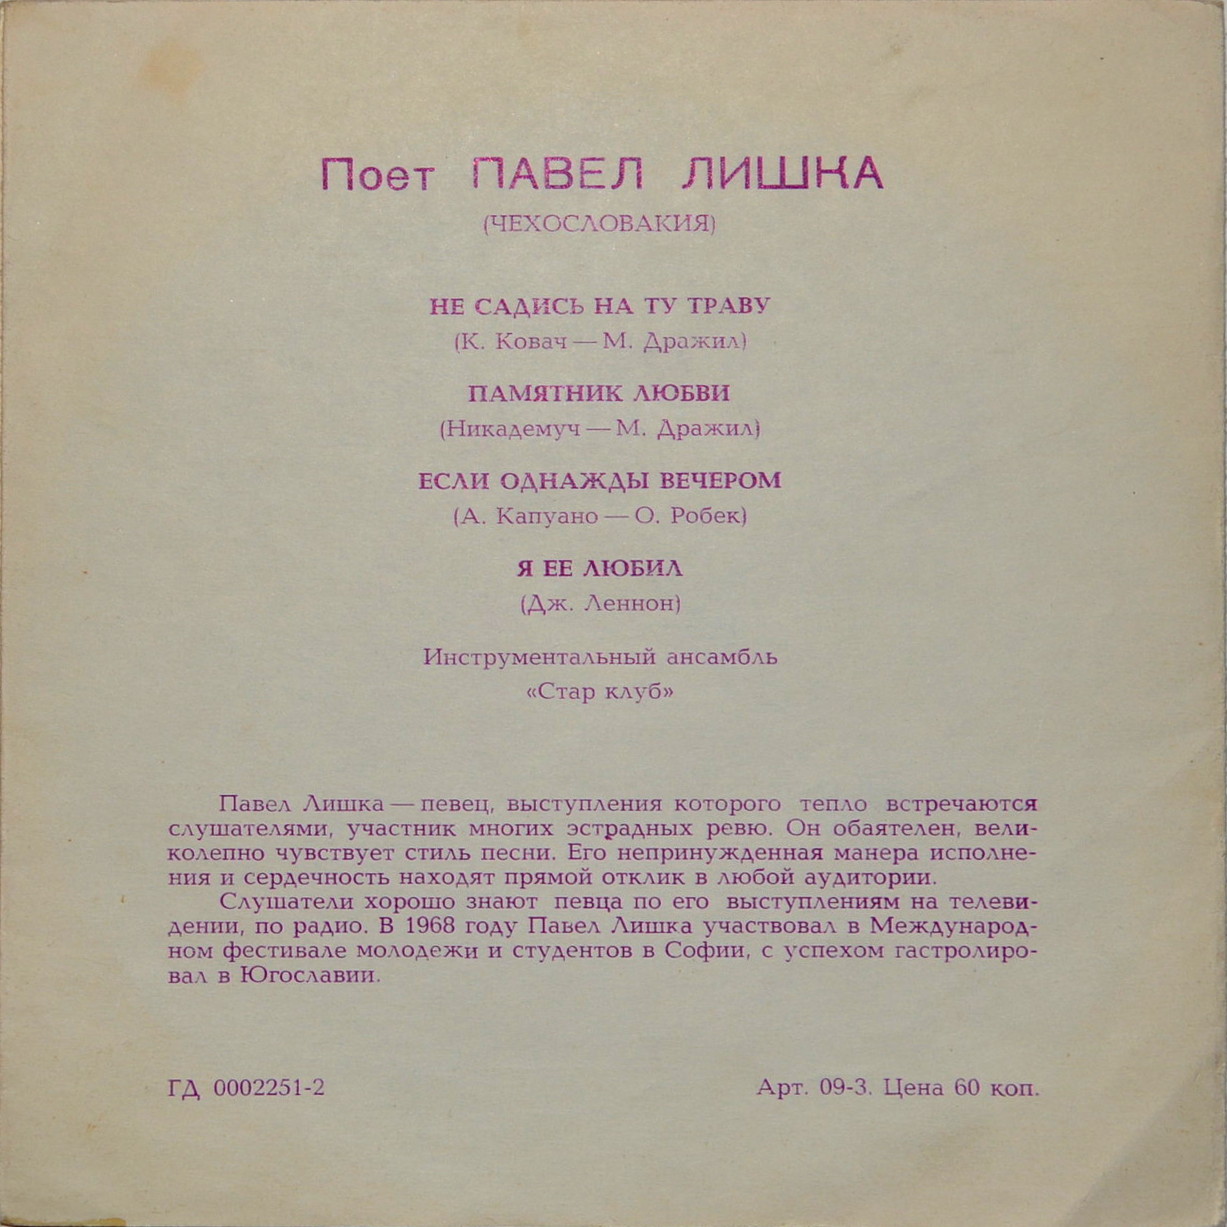 Поет ПАВЕЛ ЛИШКА
(ЧЕХОСЛОВАКИЯ)
НЕ САДИСЬ НА ТУ ТРАВУ
(К. Ковач — М. Дражил)
ПАМЯТНИК ЛЮБВИ
(Никадемуч — М. Дражил)
ЕСЛИ ОДНАЖДЫ ВЕЧЕРОМ
(А. Капуано — О. Робек)
Я ЕЕ ЛЮБИЛ
(Дж. Леннон)
Инструментальный ансамбль
«Стар клуб»
Павел Лишка — певец, выступления которого тепло встречаются
слушателями, участник многих эстрадных ревю. Он обаятелен, вели-
колепно чувствует стиль песни. Его непринужденная манера исполне-
ния и сердечность находят прямой отклик в любой аудитории.
Слушатели хорошо знают певца по его выступлениям на телеви-
дении, по радио. В 1968 году Павел Лишка участвовал в Международ-
ном фестивале молодежи и студентов в Софии, с успехом гастролиро-
вал в Югославии.
ГД 0002251-2
Арт. 09-3. Цена 60 коп.